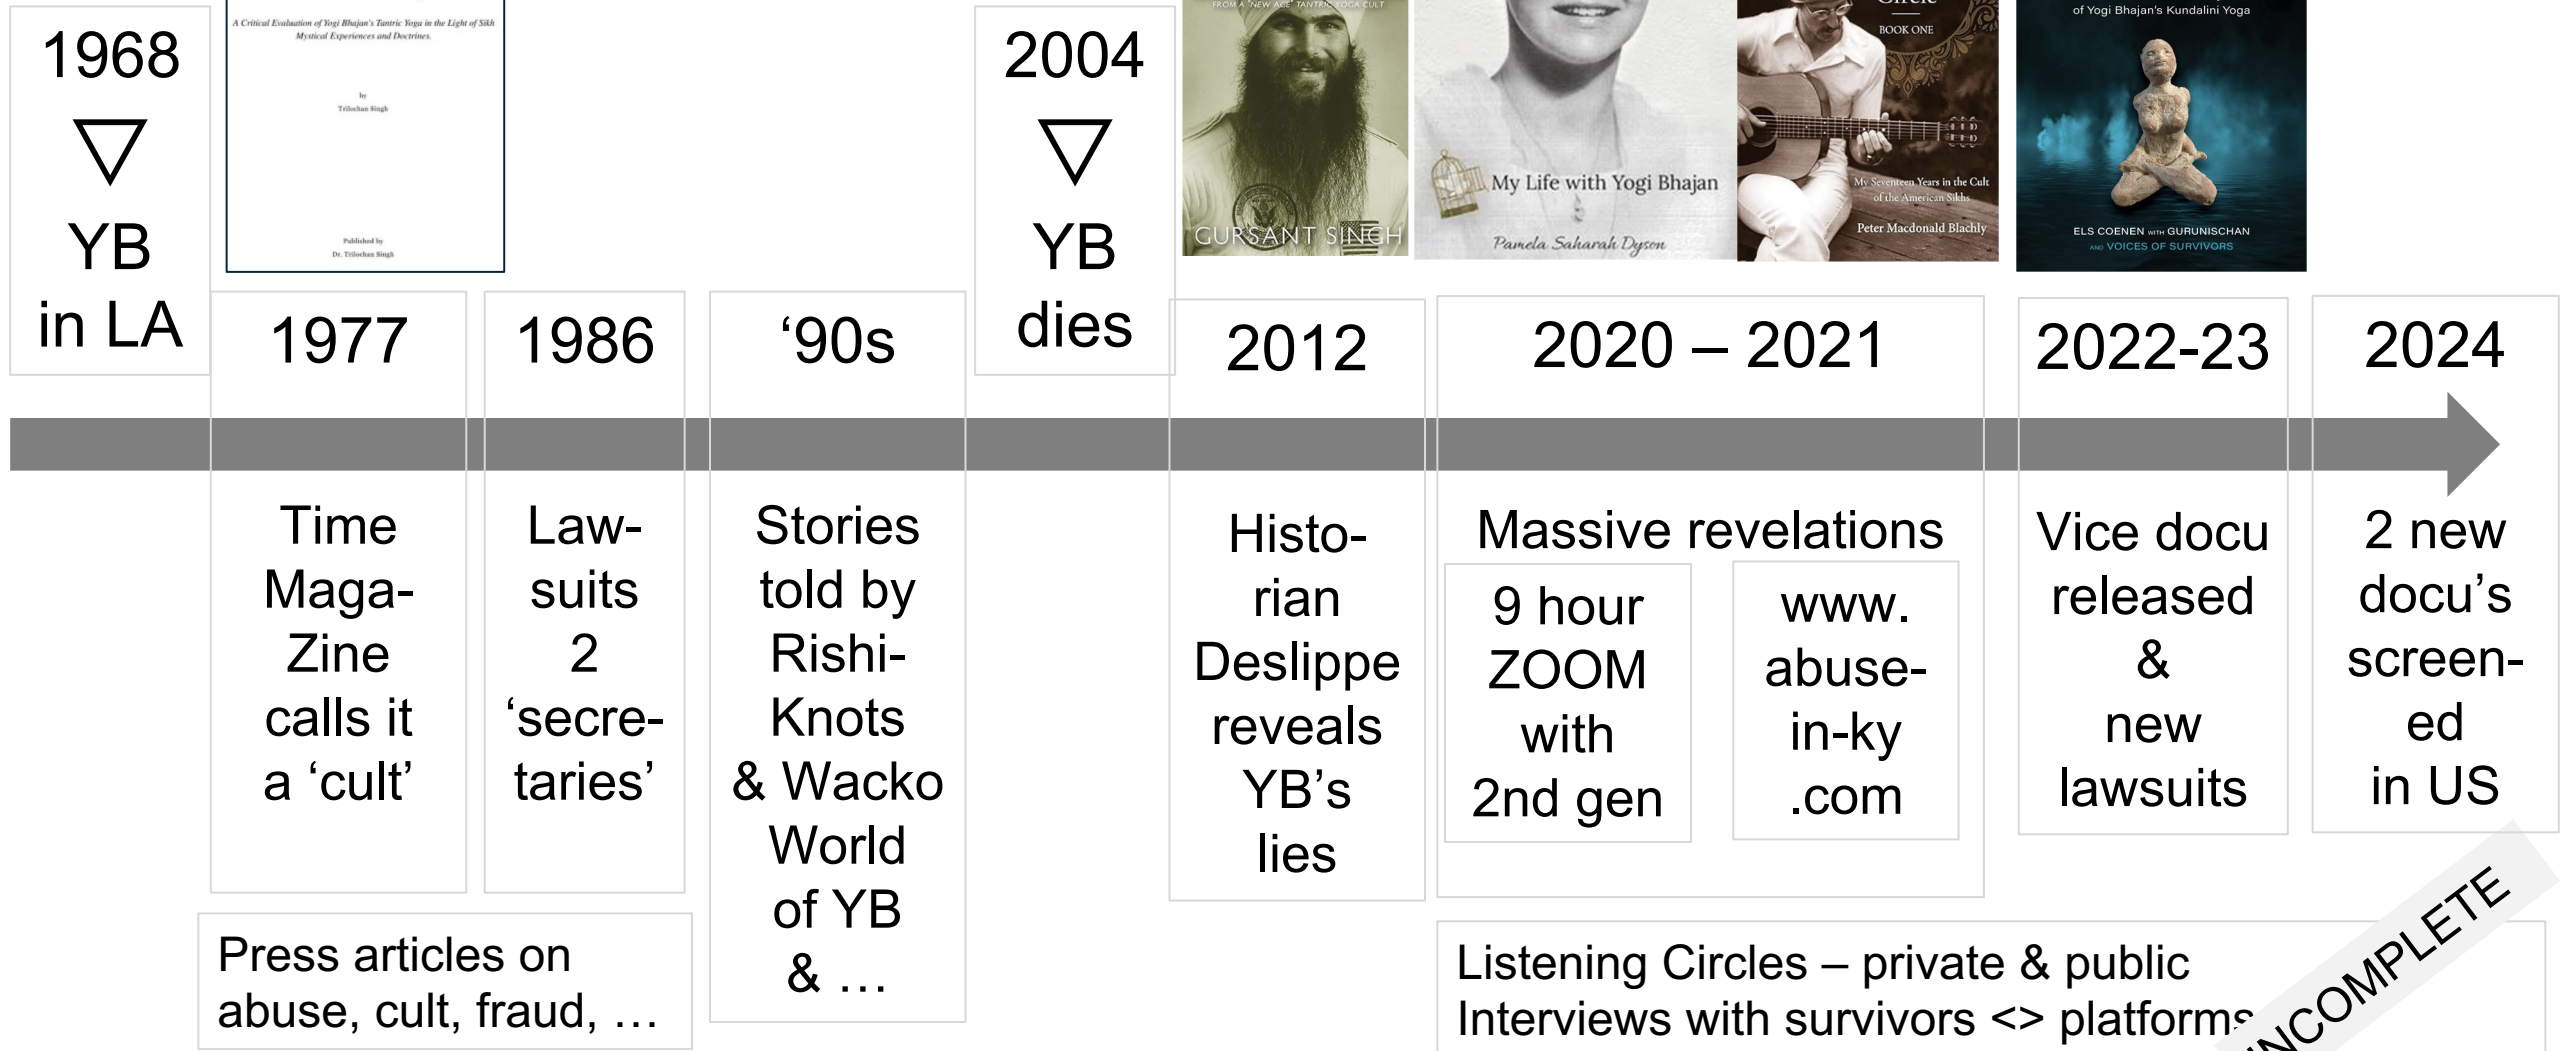 1968
YB
in LA
A Critical Evaluation of Yogi Bhajan's Tantric Yoga in the Light of Sikh
Mystical Experiences and Doctrines.
by
Trilochan Singh
Published by
Dr. Trilochan Singh
2004
YB
dies
FROM A "NEW AGE" TANTRIC YOGA CULT
GURSANT SINGH
My Life with Yogi Bhajan
Pamela Saharah Dyson
Circle
BOOK ONE
My Seventeen Years in the Cult
of the American Sikhs
Peter Macdonald Blachly
of Yogi Bhajan's Kundalini Yoga
ELS COENEN WITH GURUNISCHAN
AND VOICES OF SURVIVORS
1977
1986
‘90s
2012
2020 – 2021
2022-23
2024
Time
Maga-
Zine
calls it
a ‘cult’
Law-
suits
2
‘secre-
taries’
Stories
told by
Rishi-
Knots
& Wacko
World
of YB
& …
Histo-
rian
Deslippe
reveals
YB’s
lies
Massive revelations
9 hour
ZOOM
with
2nd gen
www.
abuse-
in-ky
.com
Vice docu
released
&
new
lawsuits
2 new
docu’s
screen-
ed
in US
Press articles on
abuse, cult, fraud, …
Listening Circles – private & public
Interviews with survivors <> platforms
INCOMPLETE